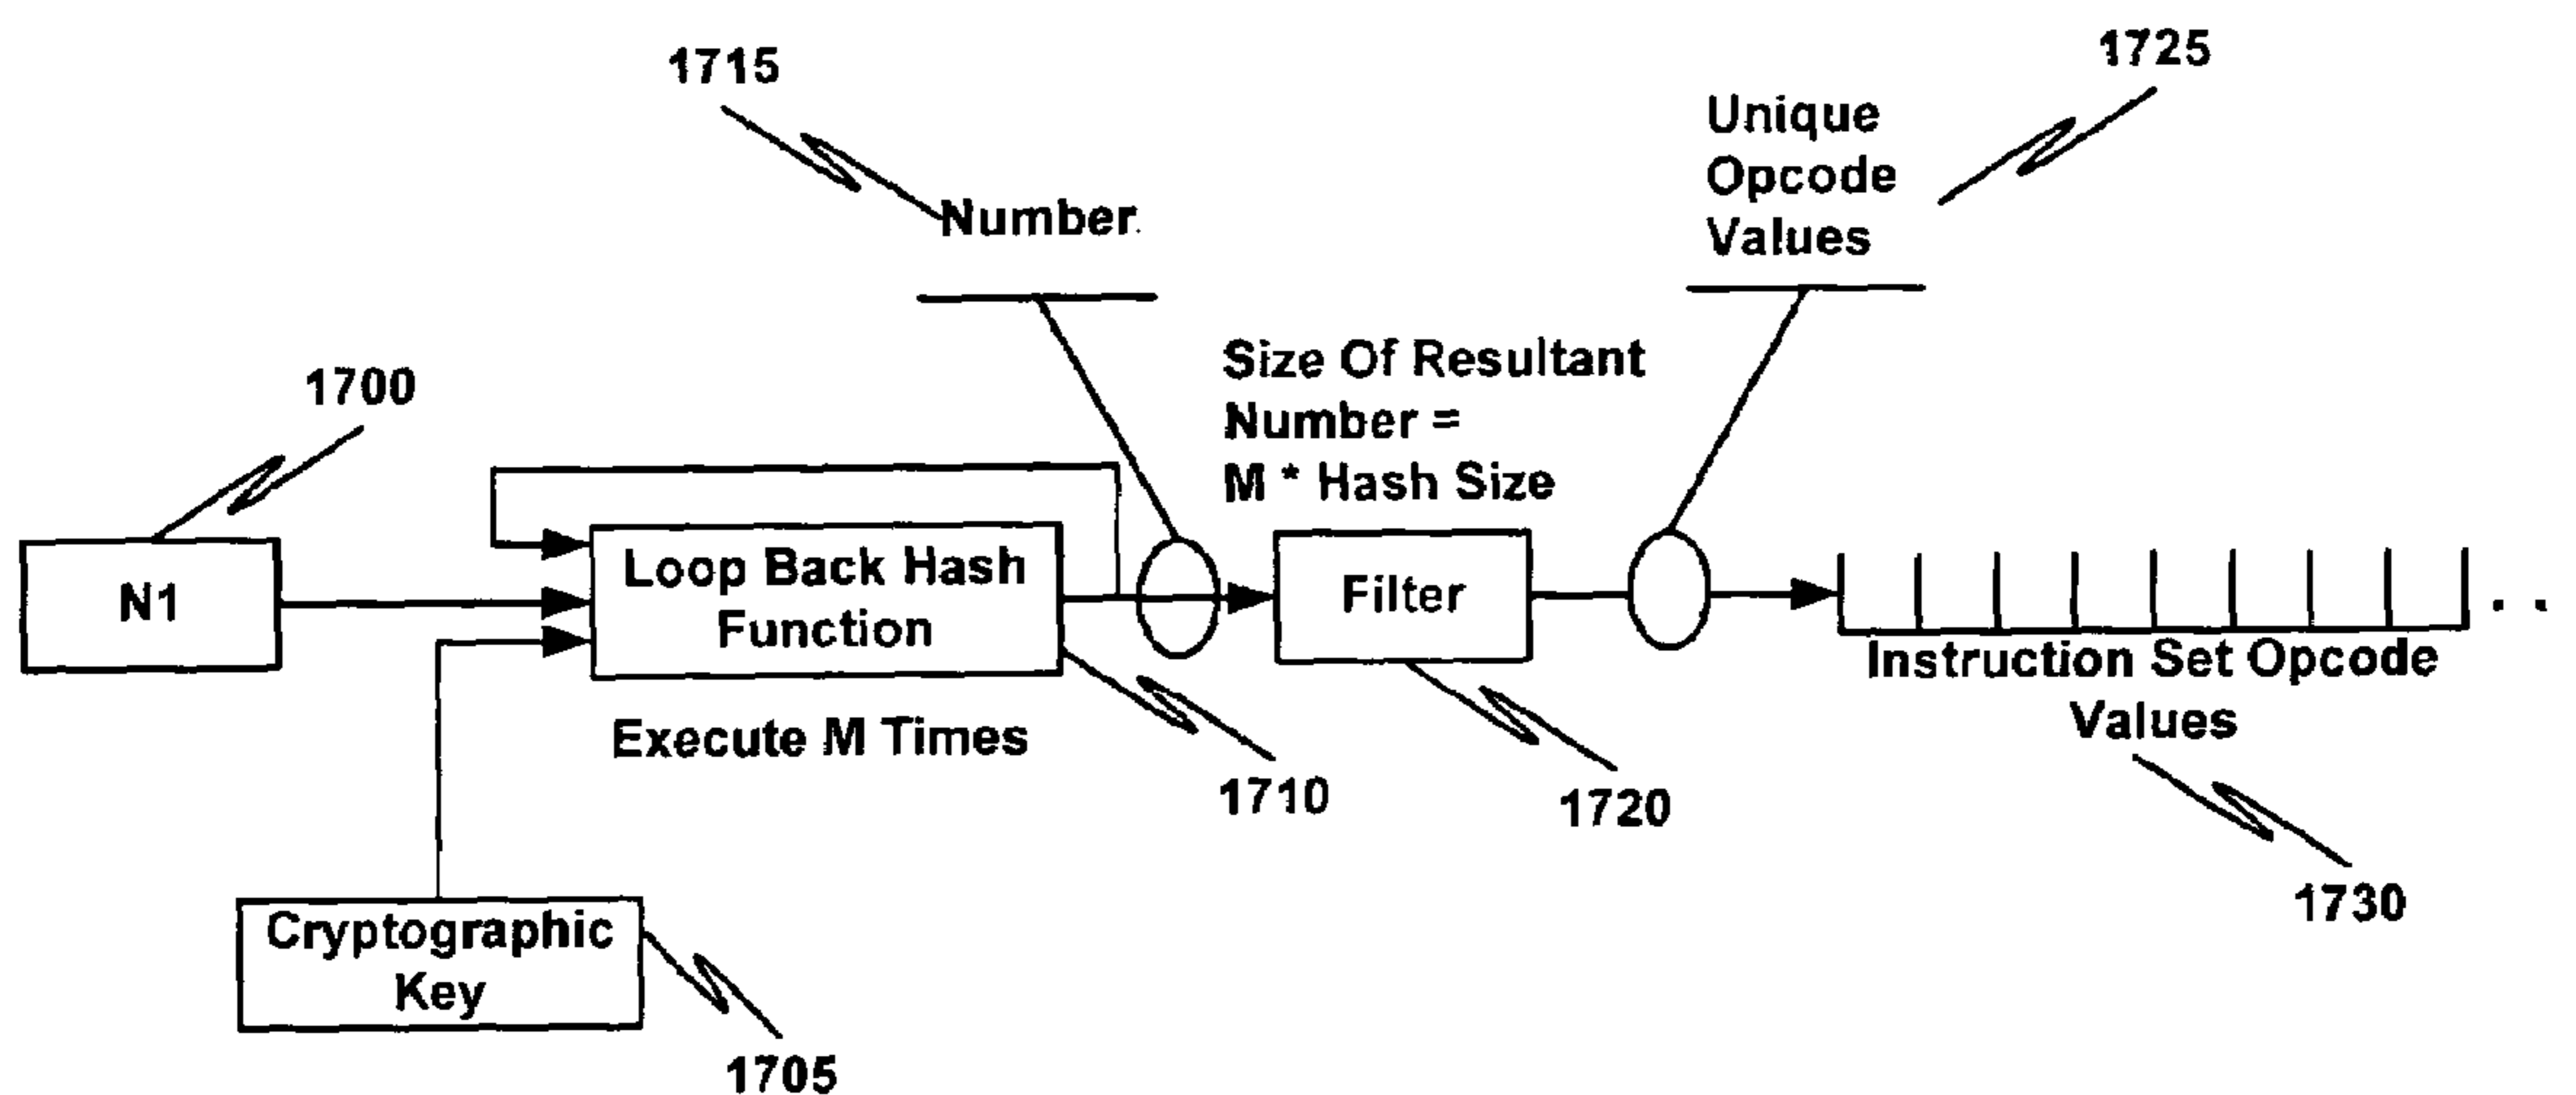 1715
1725
Unique
Opcode
Values
Number
Size Of Resultant
Number =
M * Hash Size
1700
N1
Loop Back Hash
Function
Filter
. .
Instruction Set Opcode
Values
Execute M Times
1710
1720
1730
Cryptographic
Key
1705